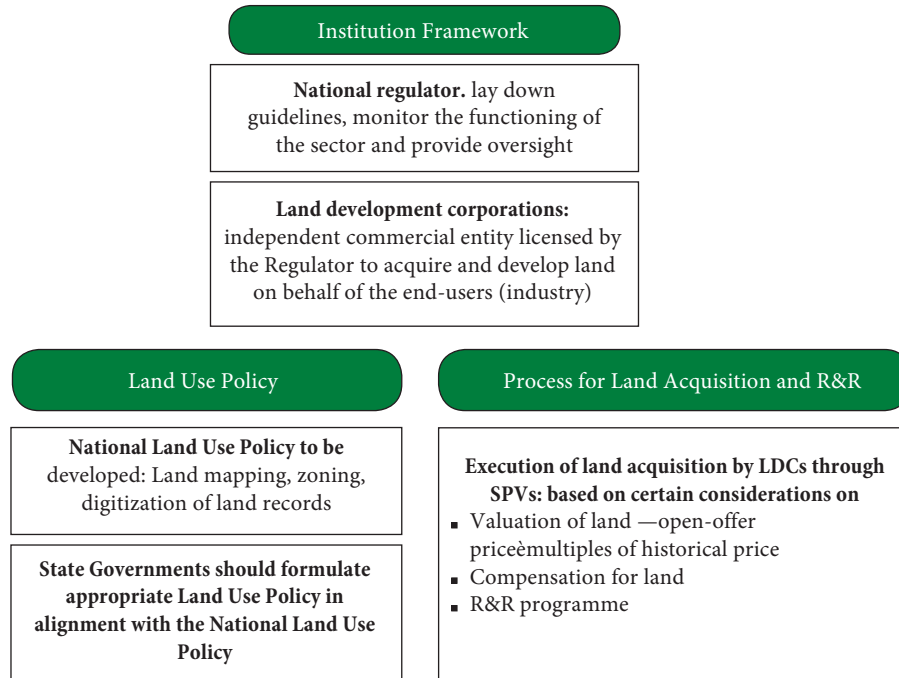 Institution Framework
National regulator. lay down
guidelines, monitor the functioning of
the sector and provide oversight
Land development corporations:
independent commercial entity licensed by
the Regulator to acquire and develop land
on behalf of the end-users (industry)
Land Use Policy
National Land Use Policy to be
developed: Land mapping, zoning,
digitization of land records
State Governments should formulate
appropriate Land Use Policy in
alignment with the National Land Use
Policy
Process for Land Acquisition and R&R
Execution of land acquisition by LDCs through
SPVs: based on certain considerations on
▪ Valuation of land —open-offer
priceèmultiples of historical price
▪ Compensation for land
▪ R&R programme